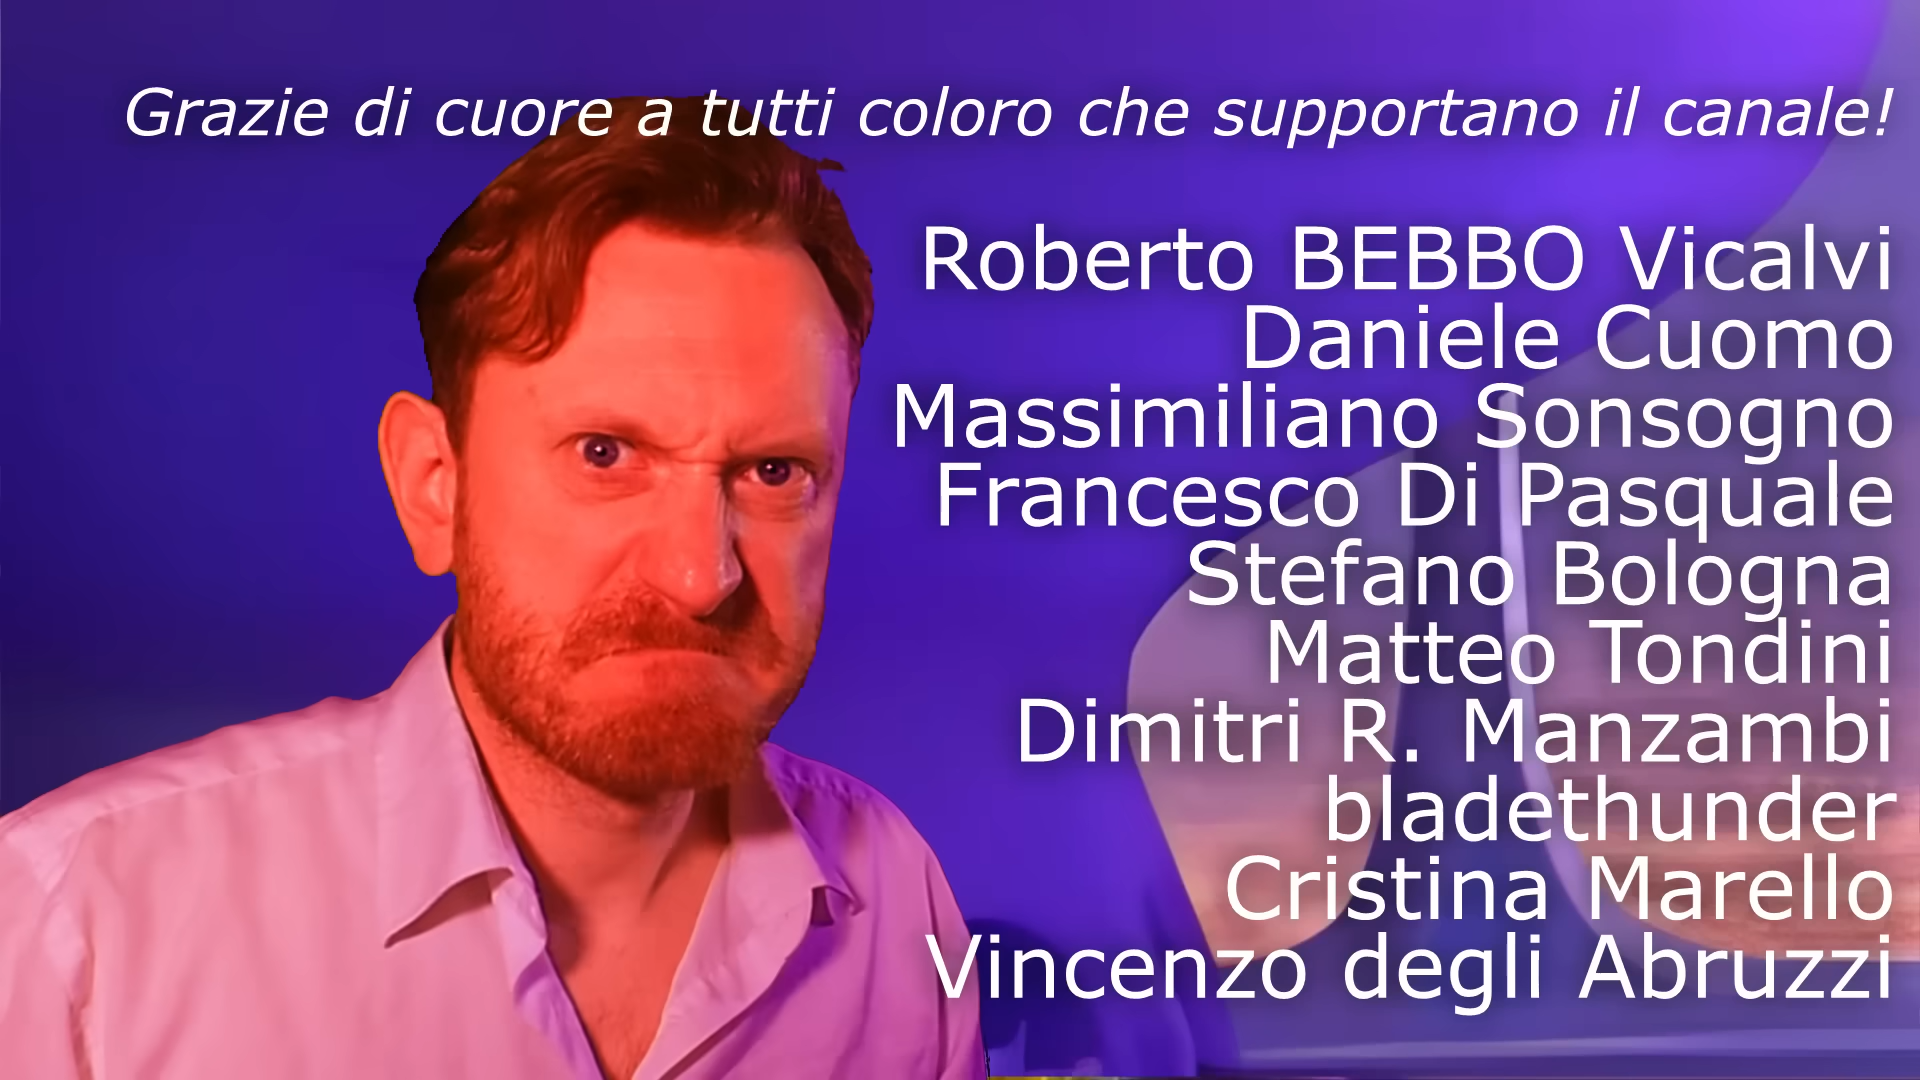 Grazie di cuore a tutti coloro che supportano il canale!
Roberto BEBBO Vicalvi
Daniele Cuomo
Massimiliano Sonsogno
Francesco Di Pasquale
Stefano Bologna
Matteo Tondini
Dimitri R. Manzambi
bladethunder
Cristina Marello
Vincenzo degli Abruzzi